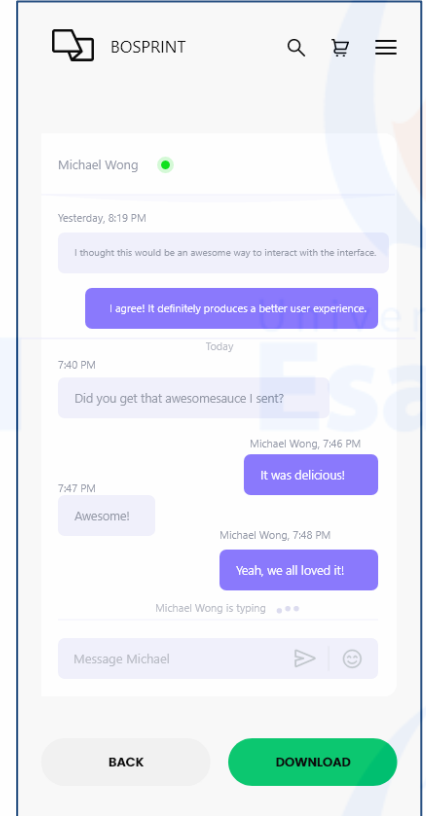 BOSPRINT
Michael Wong
Yesterday, 8:19 PM
I thought this would be an awesome way to interact with the interface.
I agree! It definitely produces a better user experience.
Today
7:40 PM
Did you get that awesomesauce I sent?
Michael Wong, 7:46 PM
It was delicious!
7:47 PM
Awesome!
Michael Wong, 7:48 PM
Yeah, we all loved it!
Michael Wong is typing
Message Michael
BACK
DOWNLOAD